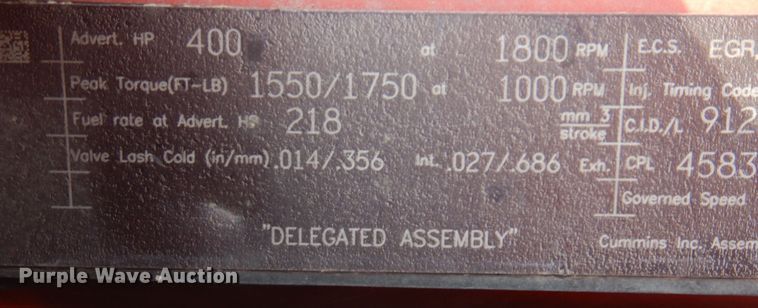 Advert. HP 400 at 1800 RPM E.C.S. EGR
Peak Torque(FT-LB) 1550/1750 at 1000 RPM Inj. Timing Code
Fuel rate at Advert. HP 218 mm 3 stroke C.I.D./L 912
Valve Lash Cold (in/mm) .014/.356 Int. .027/.686 Exh. CPL 4583
Governed Speed
"DELEGATED ASSEMBLY" Cummins Inc. Assem
Purple Wave Auction